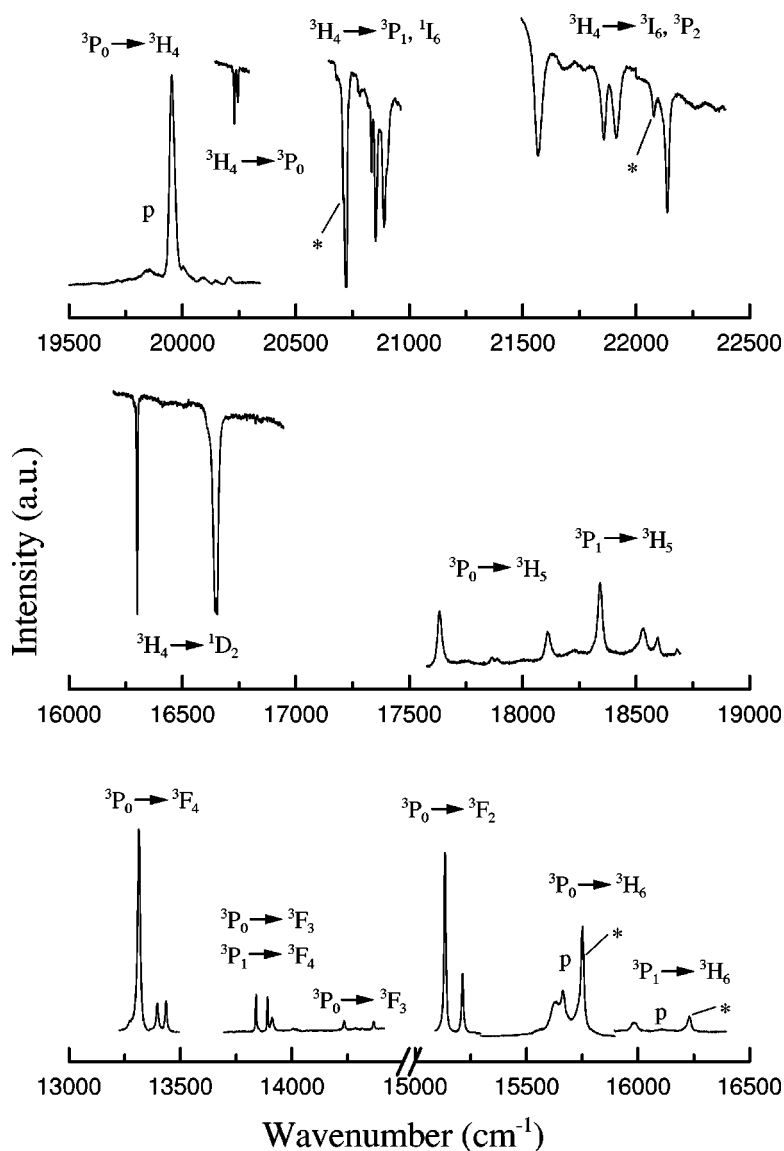 ³P₀→³H₄
³H₄→³P₁, ¹I₆
³H₄→³I₆, ³P₂
³H₄→³P₀
p
*
*
19500 20000 20500 21000 21500 22000 22500
Intensity (a.u.)
³P₁→³H₅
³P₀→³H₅
³H₄→¹D₂
16000 16500 17000 17500 18000 18500 19000
³P₀→³F₄
³P₀→³F₂
³P₀→³H₆
³P₀→³F₃
³P₁→³F₄
³P₀→³F₃
p
*
³P₁→³H₆
p
*
13000 13500 14000 15000 15500 16000 16500
Wavenumber (cm⁻¹)